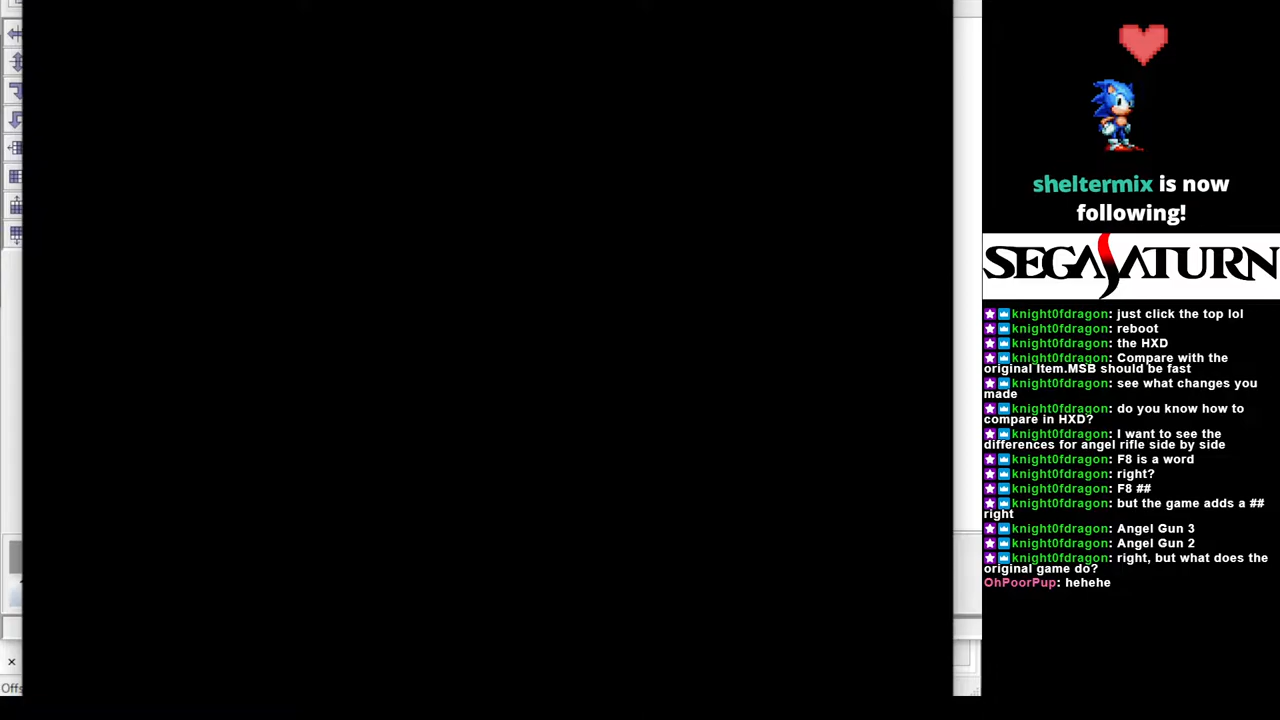 sheltermix is now
following!
SEGA SATURN
knight0fdragon: just click the top lol
knight0fdragon: reboot
knight0fdragon: the HXD
knight0fdragon: Compare with the
original Item.MSB should be fast
knight0fdragon: see what changes you
made
knight0fdragon: do you know how to
compare in HXD?
knight0fdragon: I want to see the
differences for angel rifle side by side
knight0fdragon: F8 is a word
knight0fdragon: right?
knight0fdragon: F8 ##
knight0fdragon: but the game adds a ##
right
knight0fdragon: Angel Gun 3
knight0fdragon: Angel Gun 2
knight0fdragon: right, but what does the
original game do?
OhPoorPup: hehehe
Offs